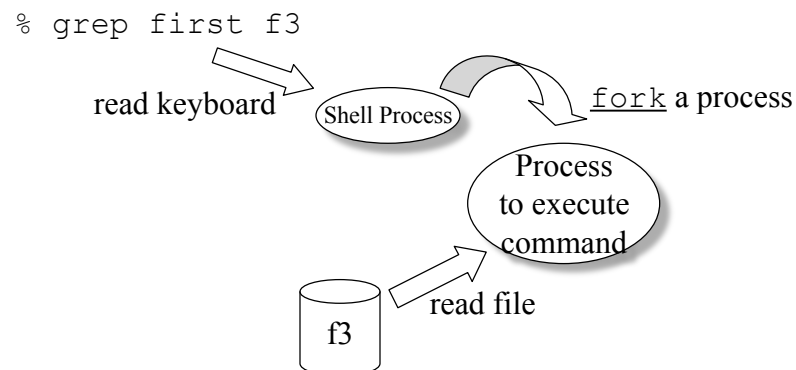 % grep first f3
read keyboard
Shell Process
fork a process
Process
to execute
command
read file
f3